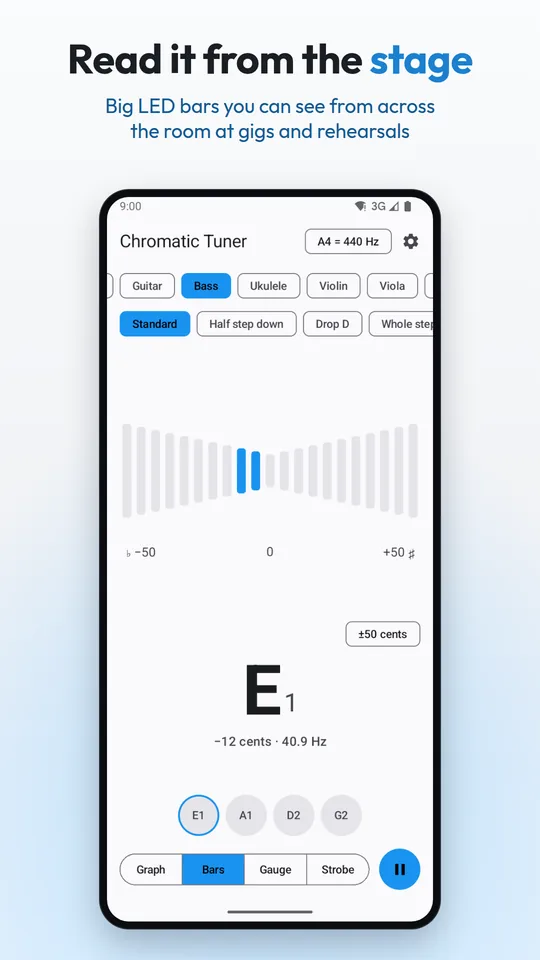 Read it from the stage
Big LED bars you can see from across
the room at gigs and rehearsals
9:00 3G
Chromatic Tuner A4 = 440 Hz
Guitar Bass Ukulele Violin Viola
Standard Half step down Drop D Whole step
♭ −50 0 +50 ♯
±50 cents
E1
−12 cents · 40.9 Hz
E1 A1 D2 G2
Graph Bars Gauge Strobe